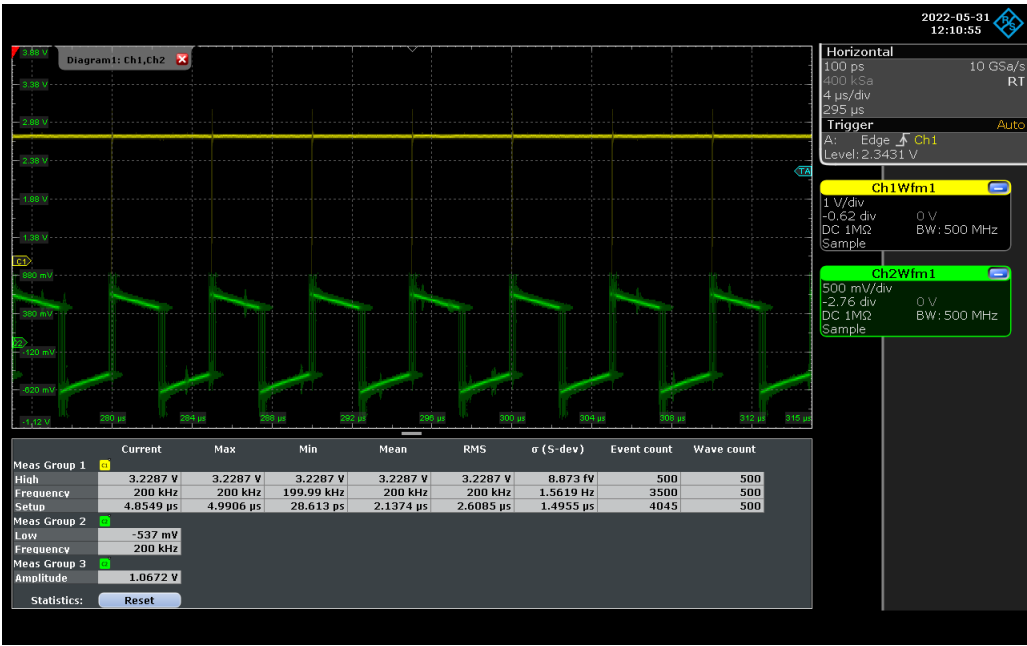 2022-05-31
12:10:55
3.88 V
Diagram1: Ch1,Ch2
3.38 V
2.88 V
2.38 V
1.88 V
1.38 V
880 mV
380 mV
-120 mV
-620 mV
-1.12 V
TA
C1
280 µs 284 µs 288 µs 292 µs 296 µs 300 µs 304 µs 308 µs 312 µs 315 µs
Horizontal
100 ps 10 GSa/s
400 kSa RT
4 µs/div
295 µs
Trigger Auto
A: Edge Ch1
Level: 2.3431 V
Ch1Wfm1
1 V/div
-0.62 div 0 V
DC 1MΩ BW: 500 MHz
Sample
Ch2Wfm1
500 mV/div
-2.76 div 0 V
DC 1MΩ BW: 500 MHz
Sample
Current Max Min Mean RMS σ (S-dev) Event count Wave count
Meas Group 1 C1
High 3.2287 V 3.2287 V 3.2287 V 3.2287 V 3.2287 V 8.873 fV 500 500
Frequency 200 kHz 200 kHz 199.99 kHz 200 kHz 200 kHz 1.5619 Hz 3500 500
Setup 4.8549 µs 4.9906 µs 28.613 ps 2.1374 µs 2.6085 µs 1.4955 µs 4045 500
Meas Group 2
Low -537 mV
Frequency 200 kHz
Meas Group 3
Amplitude 1.0672 V
Statistics: Reset